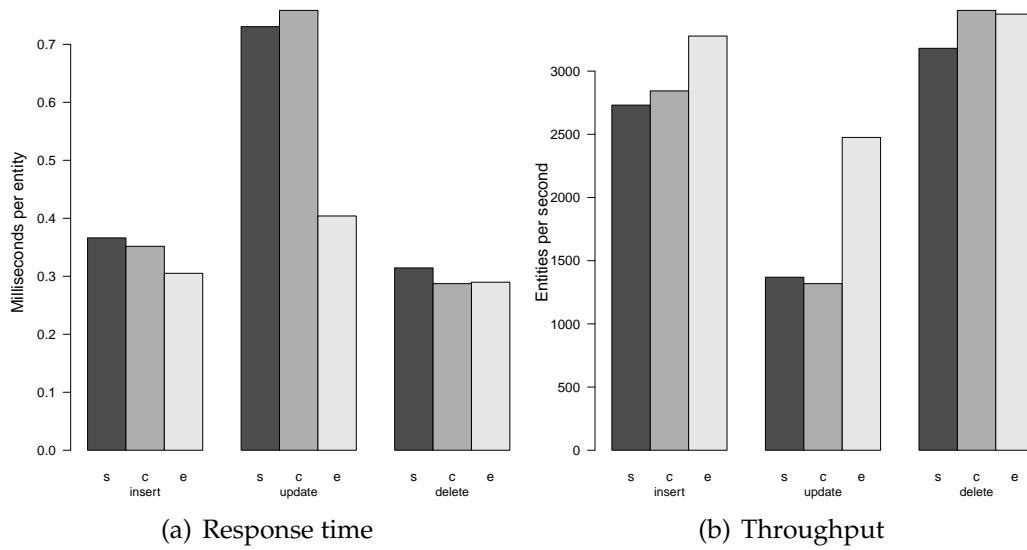 Milliseconds per entity
0.7
0.6
0.5
0.4
0.3
0.2
0.1
0.0
s c e s c e s c e
insert update delete
(a) Response time
Entities per second
3000
2500
2000
1500
1000
500
0
s c e s c e s c e
insert update delete
(b) Throughput